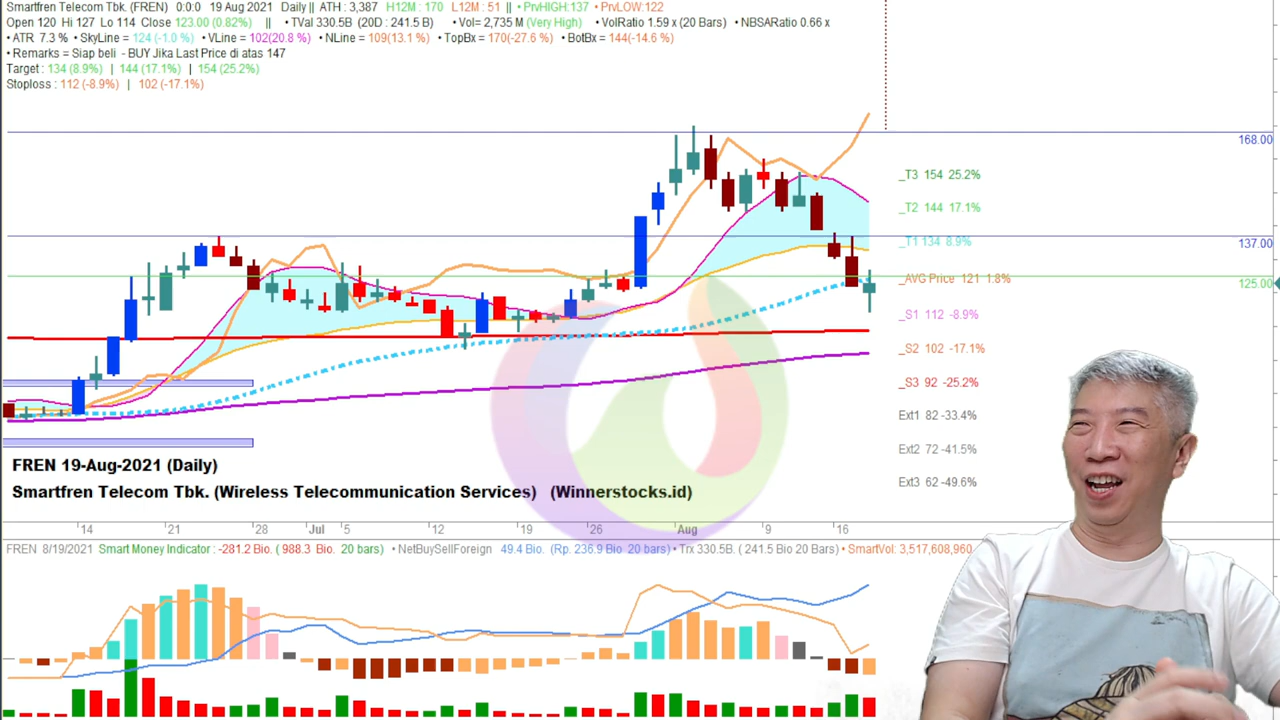 Smartfren Telecom Tbk. (FREN) 0:0:0 19 Aug 2021 Daily || ATH : 3,387 H12M : 170 L12M : 51 || • PrvHIGH:137 • PrvLOW:122
Open 120 Hi 127 Lo 114 Close 123.00 (0.82%) || • TVal 330.5B (20D : 241.5 B) • Vol= 2,735 M (Very High) • VolRatio 1.59 x (20 Bars) • NBSARatio 0.66 x
• ATR 7.3 % • SkyLine = 124 (-1.0 %) • VLine = 102(20.8 %) • NLine = 109(13.1 %) • TopBx = 170(-27.6 %) • BotBx = 144(-14.6 %)
• Remarks = Siap beli - BUY Jika Last Price di atas 147
Target : 134 (8.9%) | 144 (17.1%) | 154 (25.2%)
Stoploss : 112 (-8.9%) | 102 (-17.1%)
168.00
_T3 154 25.2%
_T2 144 17.1%
_T1 134 8.9%
137.00
_AVG Price 121 1.8%
125.00
_S1 112 -8.9%
_S2 102 -17.1%
_S3 92 -25.2%
Ext1 82 -33.4%
Ext2 72 -41.5%
Ext3 62 -49.6%
FREN 19-Aug-2021 (Daily)
Smartfren Telecom Tbk. (Wireless Telecommunication Services) (Winnerstocks.id)
14 21 28 Jul 5 12 19 26 Aug 9 16
FREN 8/19/2021 Smart Money Indicator : -281.2 Bio. ( 988.3 Bio. 20 bars) • NetBuySellForeign 49.4 Bio. (Rp. 236.9 Bio 20 bars) • Trx 330.5B. ( 241.5 Bio 20 Bars) • SmartVol: 3,517,608,960